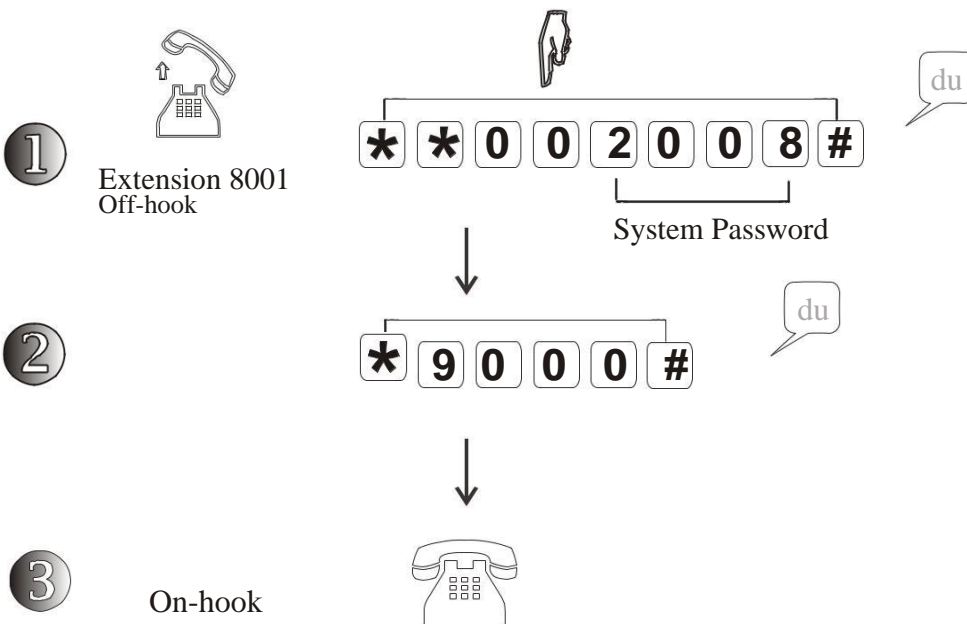 du
1
* * 0 0 2 0 0 8 #
Extension 8001
Off-hook
System Password
du
2
* 9 0 0 0 #
3
On-hook